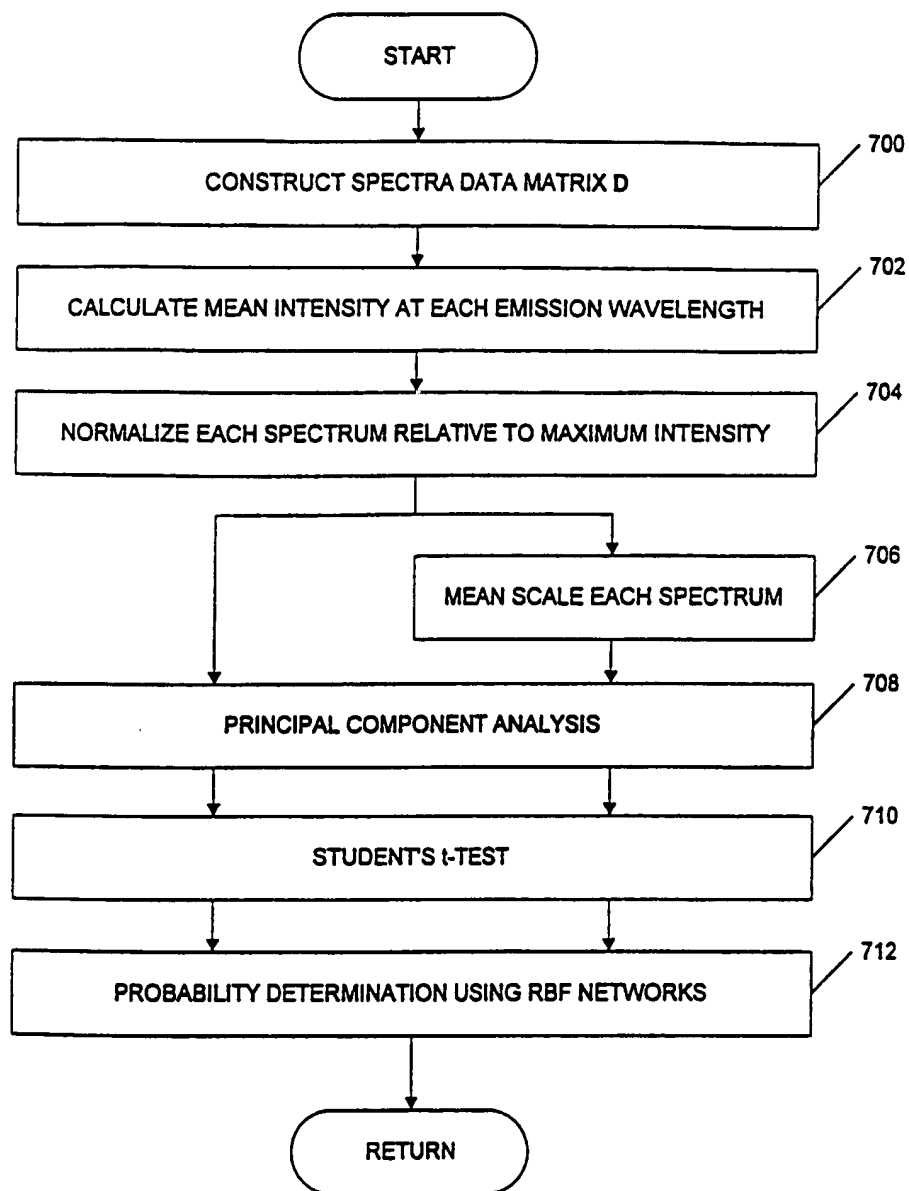 START
700
CONSTRUCT SPECTRA DATA MATRIX D
702
CALCULATE MEAN INTENSITY AT EACH EMISSION WAVELENGTH
704
NORMALIZE EACH SPECTRUM RELATIVE TO MAXIMUM INTENSITY
706
MEAN SCALE EACH SPECTRUM
708
PRINCIPAL COMPONENT ANALYSIS
710
STUDENT'S t-TEST
712
PROBABILITY DETERMINATION USING RBF NETWORKS
RETURN